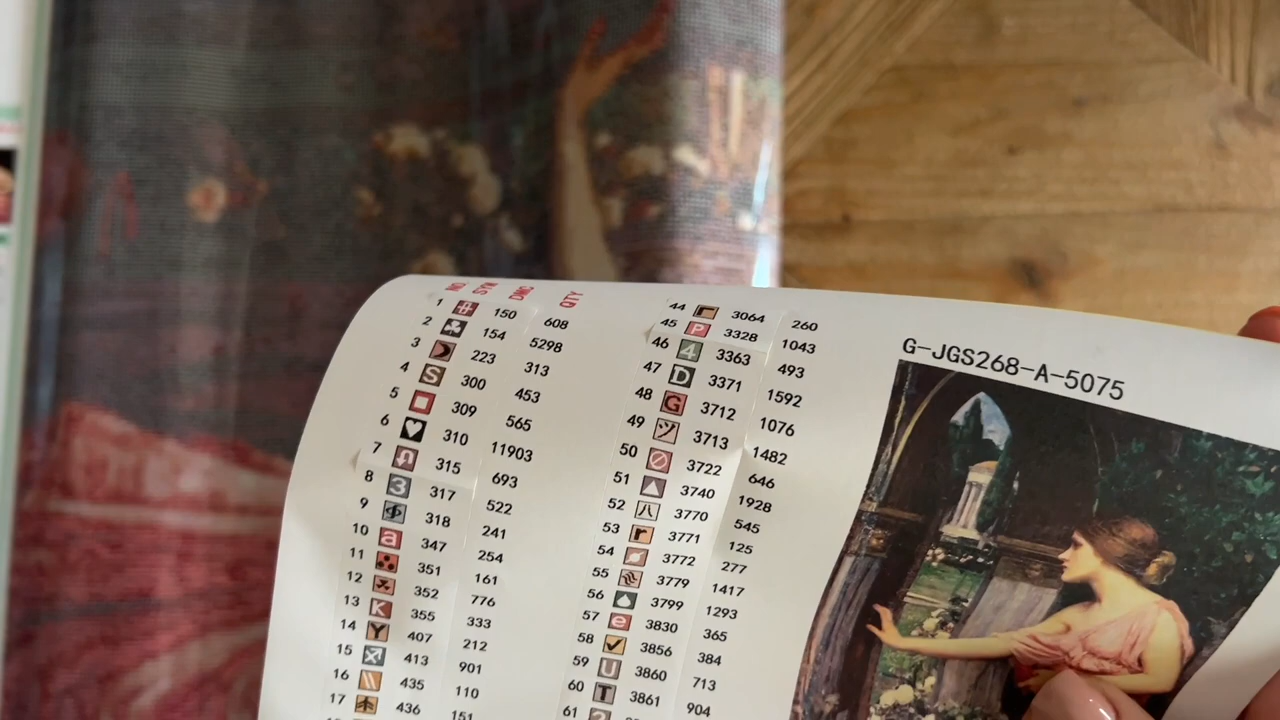 NO SYM DMC QTY
1 150 608
2 ♣ 154 5298
3 223 313
4 S 300 453
5 309 565
6 ♥ 310 11903
7 315 693
8 3 317 522
9 318 241
10 a 347 254
11 351 161
12 352 776
13 K 355 333
14 Y 407 212
15 413 901
16 \\ 435 110
17 436 151
44 3064 260
45 P 3328 1043
46 4 3363 493
47 D 3371 1592
48 G 3712 1076
49 ツ 3713 1482
50 3722 646
51 ▲ 3740 1928
52 八 3770 545
53 r 3771 125
54 3772 277
55 3779 1417
56 3799 1293
57 e 3830 365
58 ✔ 3856 384
59 U 3860 713
60 T 3861 904
61
G-JGS268-A-5075